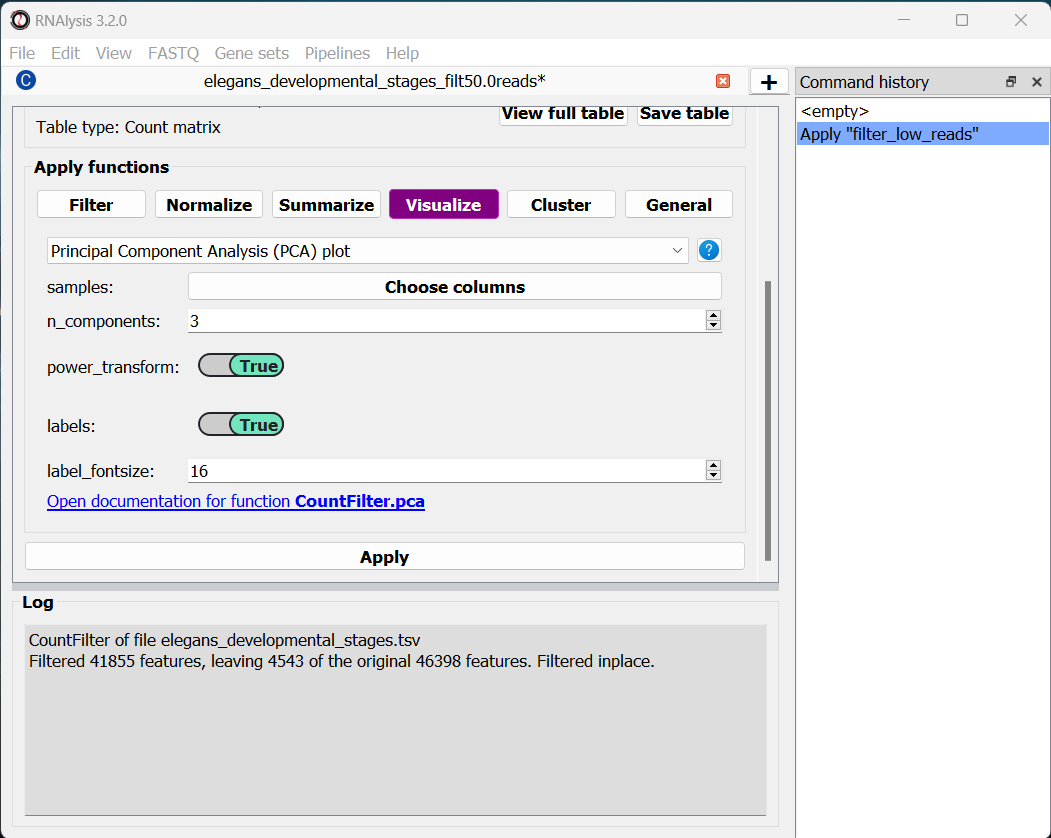 RNAlysis 3.2.0
File Edit View FASTQ Gene sets Pipelines Help
C elegans_developmental_stages_filt50.0reads*
Table type: Count matrix
View full table Save table
Apply functions
Filter Normalize Summarize Visualize Cluster General
Principal Component Analysis (PCA) plot ?
samples: Choose columns
n_components: 3
power_transform: True
labels: True
label_fontsize: 16
Open documentation for function CountFilter.pca
Apply
Log
CountFilter of file elegans_developmental_stages.tsv
Filtered 41855 features, leaving 4543 of the original 46398 features. Filtered inplace.
Command history
<empty>
Apply "filter_low_reads"